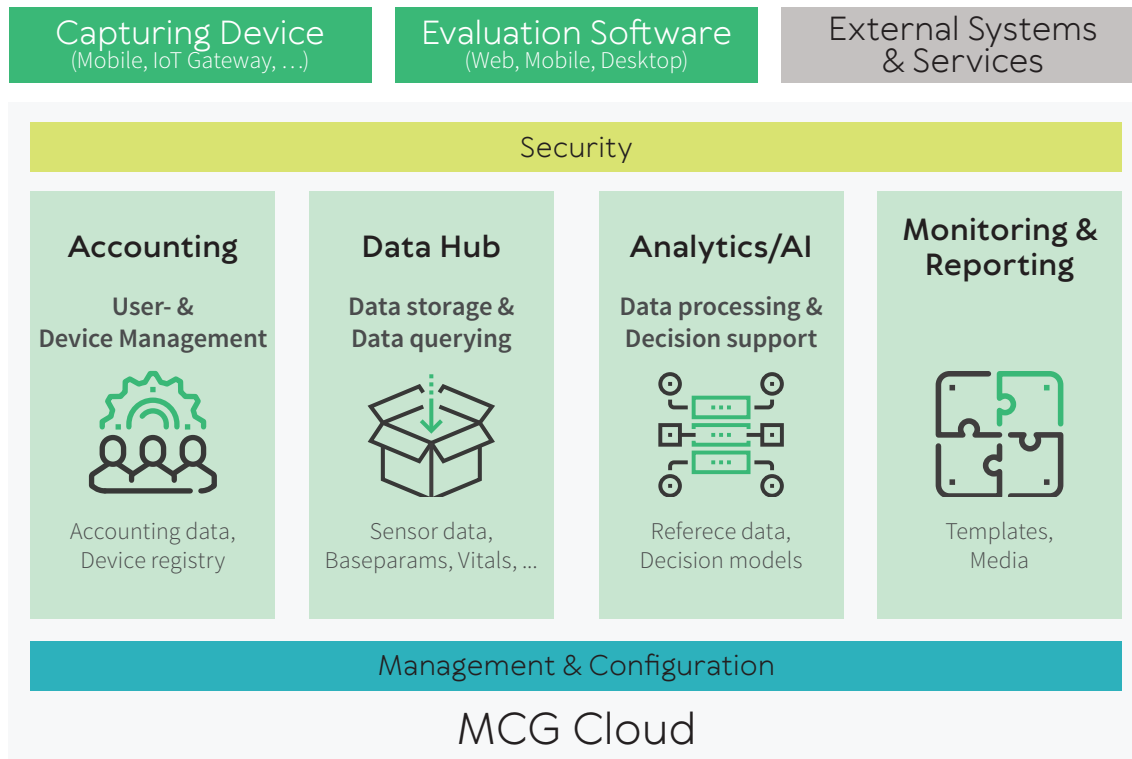 Capturing Device
(Mobile, IoT Gateway, ...)
Evaluation Software
(Web, Mobile, Desktop)
External Systems
& Services
Security
Accounting
User- &
Device Management
Accounting data,
Device registry
Data Hub
Data storage &
Data querying
Sensor data,
Baseparams, Vitals, ...
Analytics/AI
Data processing &
Decision support
Referece data,
Decision models
Monitoring &
Reporting
Templates,
Media
Management & Configuration
MCG Cloud